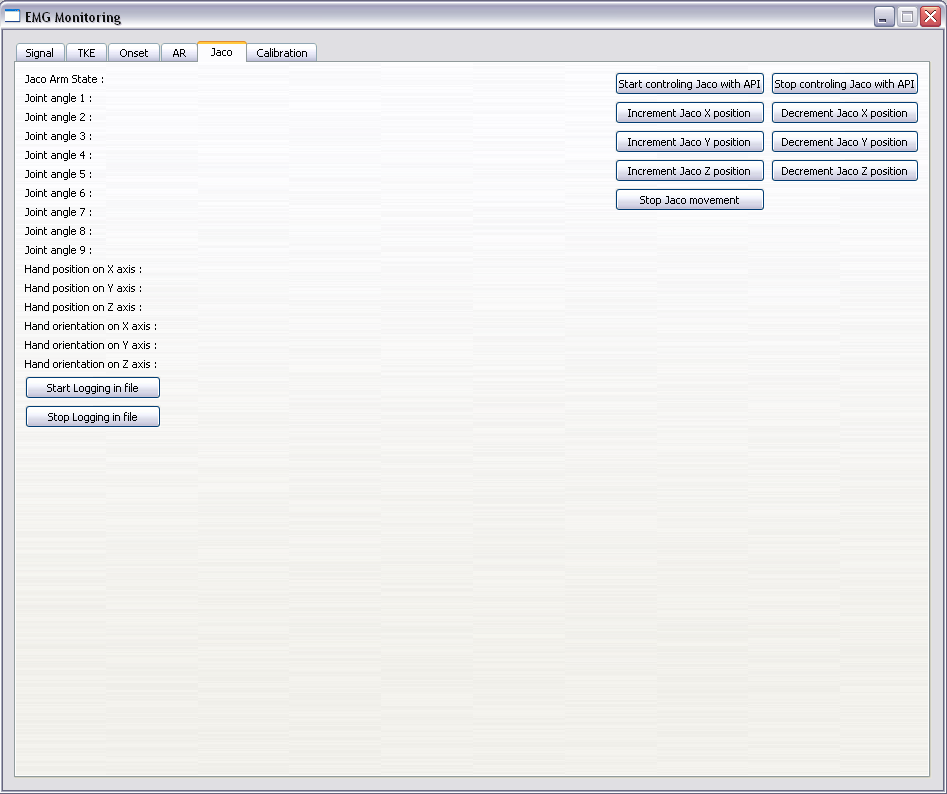 EMG Monitoring
Signal TKE Onset AR Jaco Calibration
Jaco Arm State :
Joint angle 1 :
Joint angle 2 :
Joint angle 3 :
Joint angle 4 :
Joint angle 5 :
Joint angle 6 :
Joint angle 7 :
Joint angle 8 :
Joint angle 9 :
Hand position on X axis :
Hand position on Y axis :
Hand position on Z axis :
Hand orientation on X axis :
Hand orientation on Y axis :
Hand orientation on Z axis :
Start Logging in file
Stop Logging in file
Start controling Jaco with API Stop controling Jaco with API
Increment Jaco X position Decrement Jaco X position
Increment Jaco Y position Decrement Jaco Y position
Increment Jaco Z position Decrement Jaco Z position
Stop Jaco movement